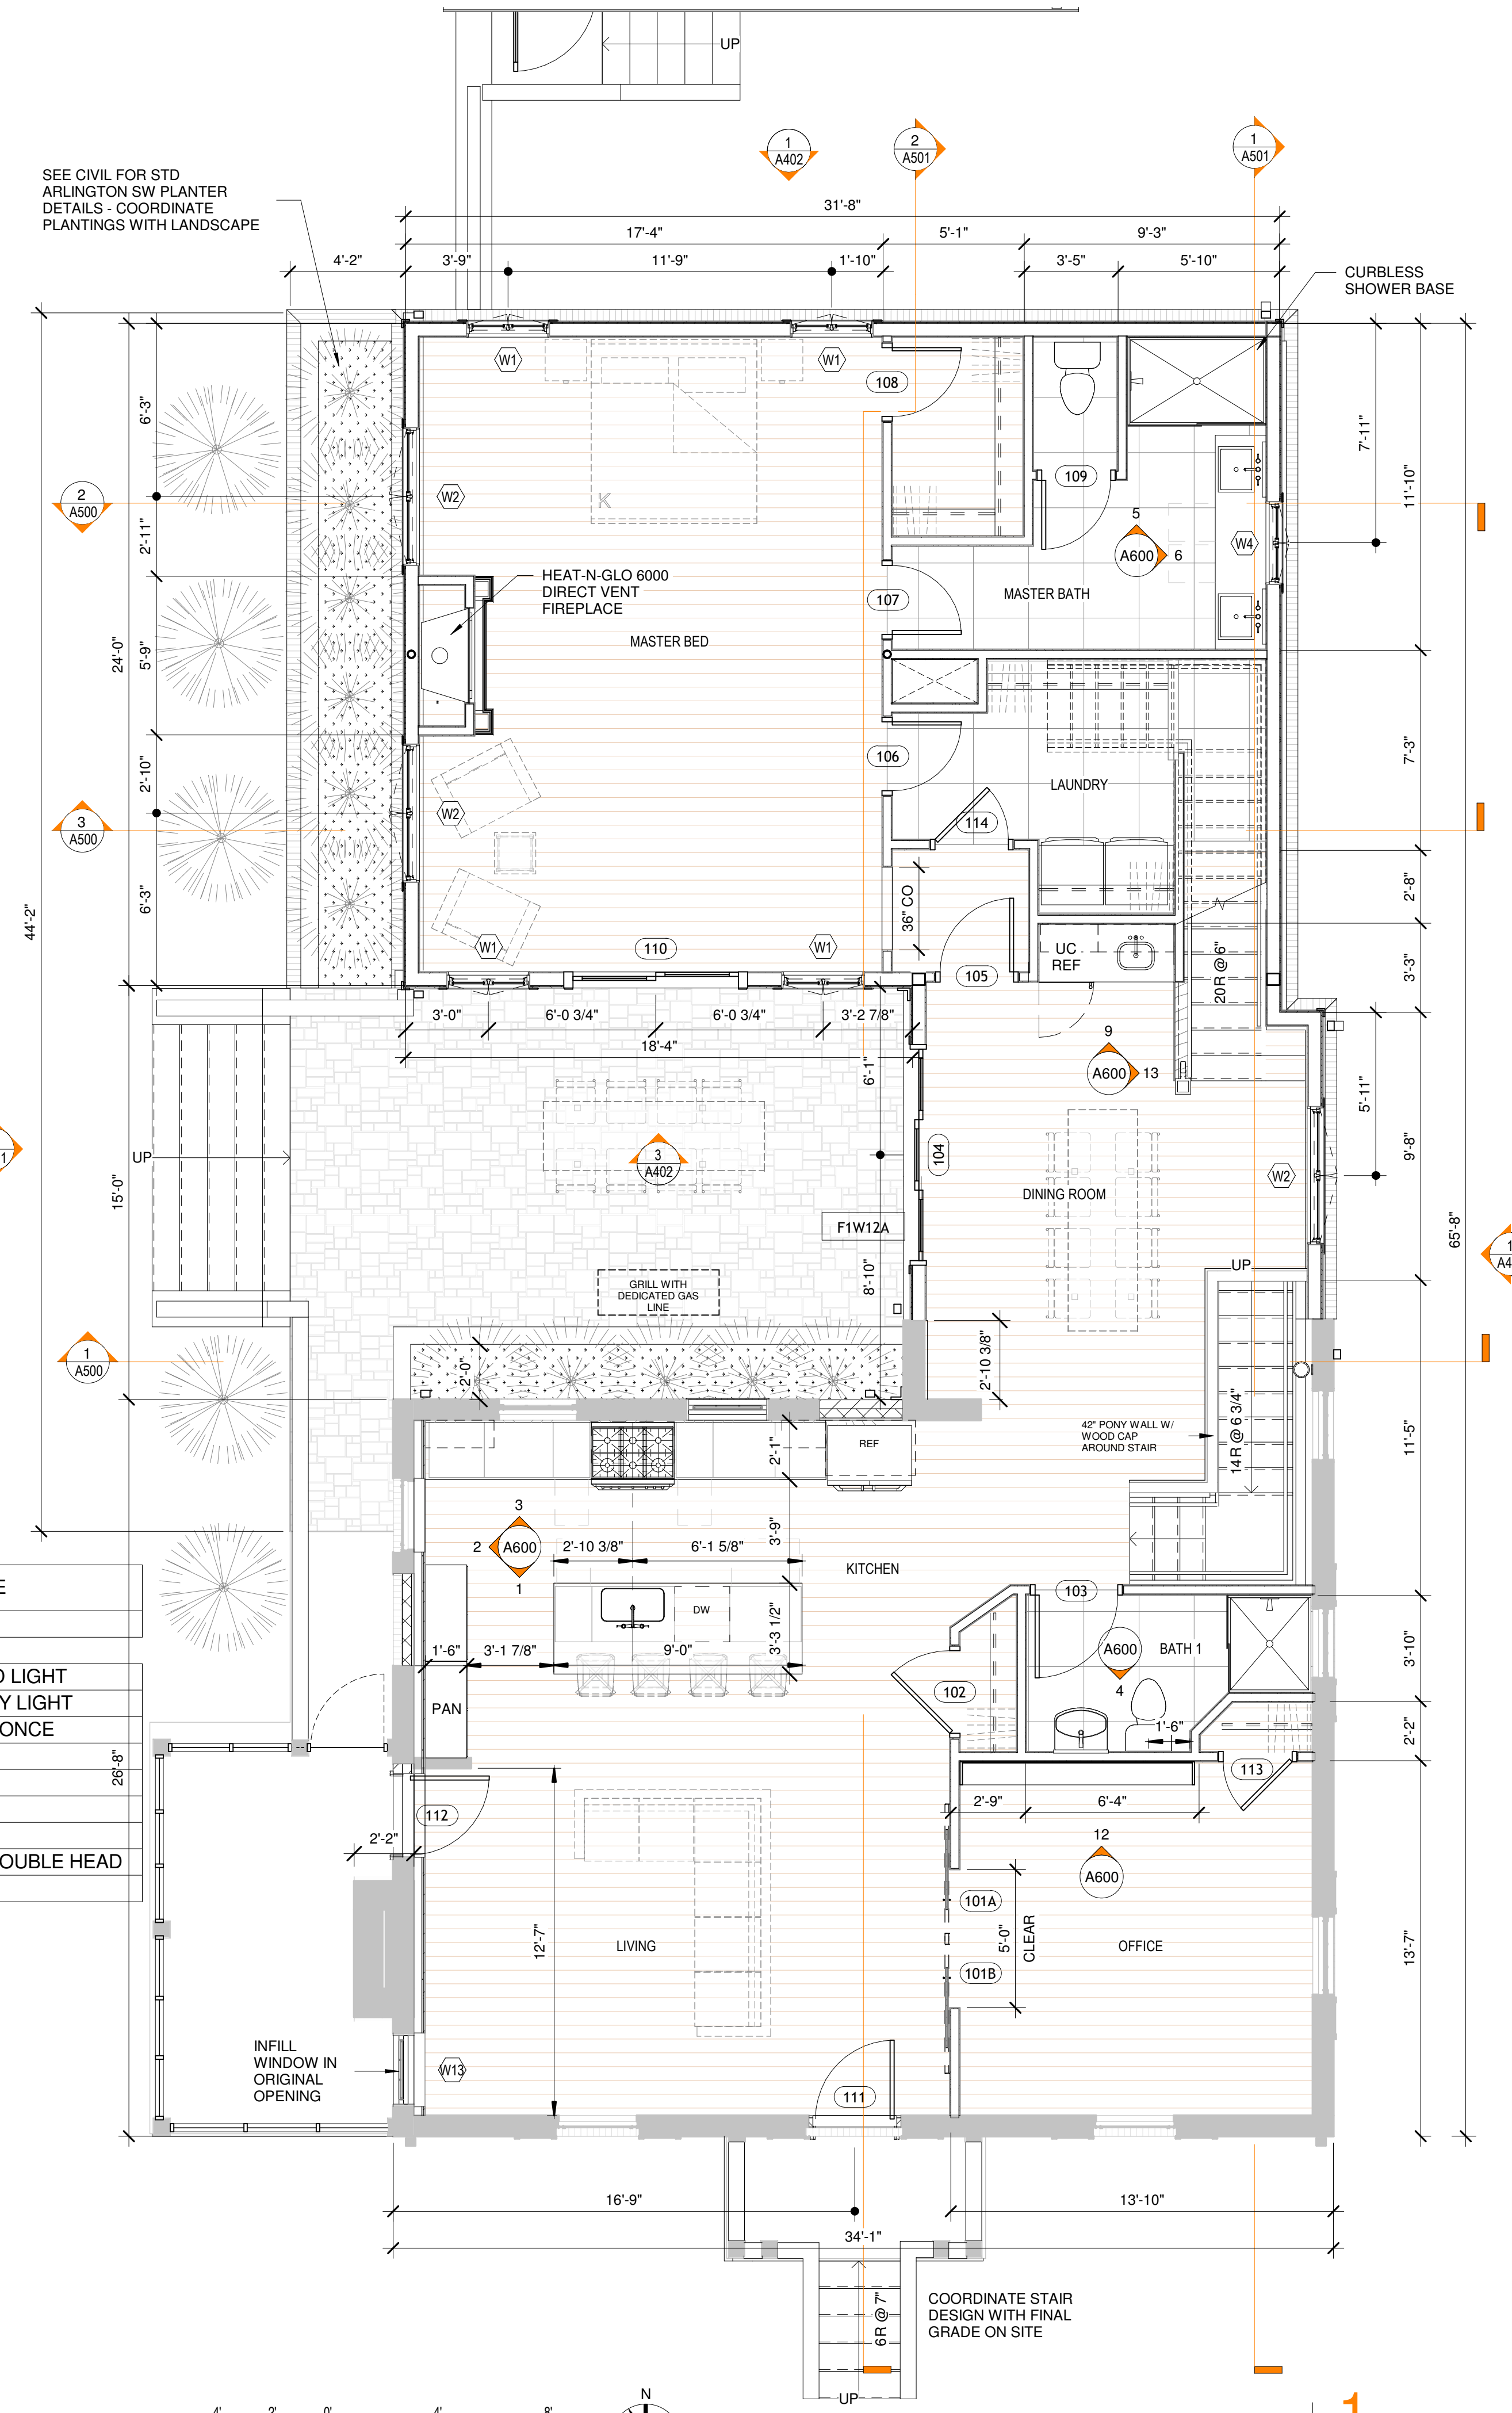 UP
1
A402
2
A501
1
A501
SEE CIVIL FOR STD
ARLINGTON SW PLANTER
DETAILS - COORDINATE
PLANTINGS WITH LANDSCAPE
31'-8"
17'-4"
5'-1"
9'-3"
4'-2"
3'-9"
11'-9"
1'-10"
3'-5"
5'-10"
CURBLESS
SHOWER BASE
W1
W1
108
6'-3"
7'-11"
11'-10"
109
K
2
A500
W2
5
A600
6
W4
2'-11"
HEAT-N-GLO 6000
DIRECT VENT
FIREPLACE
107
MASTER BATH
MASTER BED
24'-0"
5'-9"
106
7'-3"
2'-10"
LAUNDRY
W2
114
3
A500
6'-3"
36" CO
2'-8"
44'-2"
W1
110
W1
UC
REF
105
20R @ 6"
3'-3"
3'-0"
6'-0 3/4"
6'-0 3/4"
3'-2 7/8"
18'-4"
6'-1"
9
A600
13
5'-11"
1
UP
3
A402
104
9'-8"
15'-0"
DINING ROOM
W2
F1W12A
65'-8"
1
A4
8'-10"
UP
GRILL WITH
DEDICATED GAS
LINE
1
A500
2'-0"
2'-10 3/8"
42" PONY WALL W/
WOOD CAP
AROUND STAIR
14R @ 6 3/4"
11'-5"
REF
2'-1"
3
2
A600
1
2'-10 3/8"
6'-1 5/8"
3'-9"
KITCHEN
E
103
DW
3'-3 1/2"
1'-6"
3'-1 7/8"
9'-0"
A600
4
BATH 1
3'-10"
LIGHT
Y LIGHT
ONCE
102
PAN
1'-6"
2'-2"
26'-8"
113
112
2'-2"
2'-9"
6'-4"
12
A600
OUBLE HEAD
101A
12'-7"
LIVING
5'-0"
CLEAR
OFFICE
13'-7"
101B
INFILL
WINDOW IN
ORIGINAL
OPENING
W13
111
16'-9"
13'-10"
34'-1"
6R @ 7"
COORDINATE STAIR
DESIGN WITH FINAL
GRADE ON SITE
UP
N
1